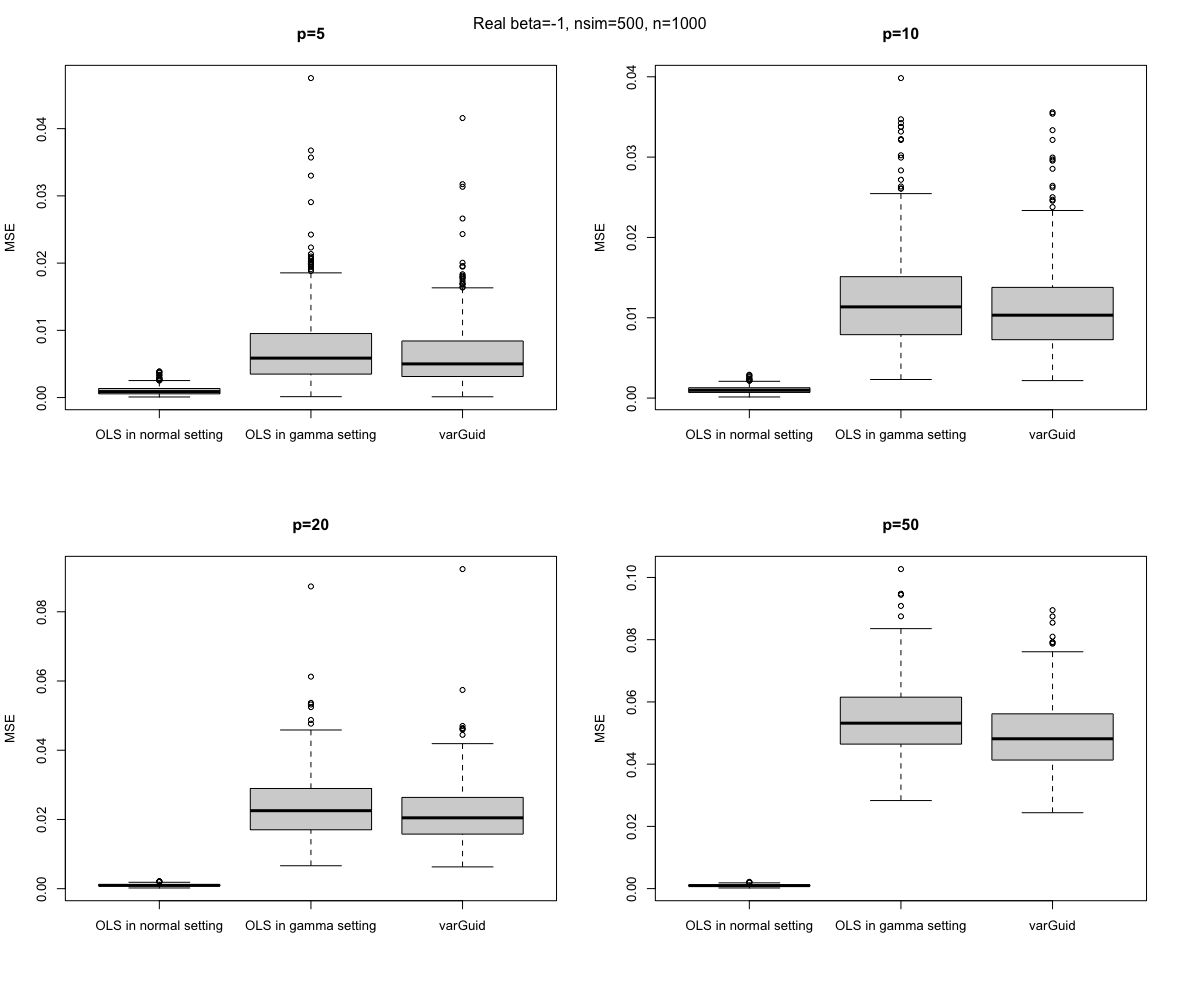 Real beta=-1, nsim=500, n=1000
p=5
MSE
0.00 0.01 0.02 0.03 0.04
OLS in normal setting OLS in gamma setting varGuid
p=10
MSE
0.00 0.01 0.02 0.03 0.04
OLS in normal setting OLS in gamma setting varGuid
p=20
MSE
0.00 0.02 0.04 0.06 0.08
OLS in normal setting OLS in gamma setting varGuid
p=50
MSE
0.00 0.02 0.04 0.06 0.08 0.10
OLS in normal setting OLS in gamma setting varGuid